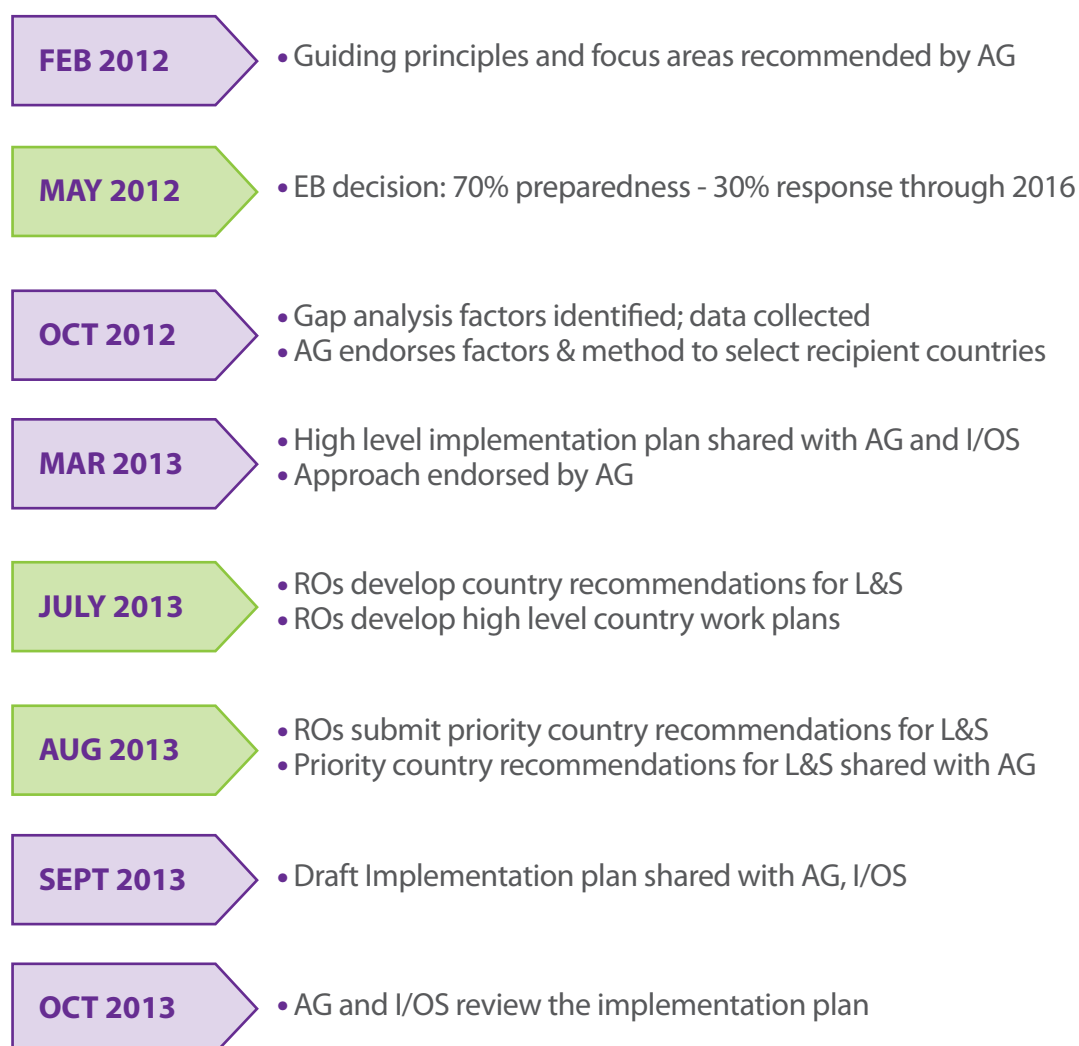 FEB 2012
• Guiding principles and focus areas recommended by AG
MAY 2012
• EB decision: 70% preparedness - 30% response through 2016
OCT 2012
• Gap analysis factors identified; data collected
• AG endorses factors & method to select recipient countries
MAR 2013
• High level implementation plan shared with AG and I/OS
• Approach endorsed by AG
JULY 2013
• ROs develop country recommendations for L&S
• ROs develop high level country work plans
AUG 2013
• ROs submit priority country recommendations for L&S
• Priority country recommendations for L&S shared with AG
SEPT 2013
• Draft Implementation plan shared with AG, I/OS
OCT 2013
• AG and I/OS review the implementation plan